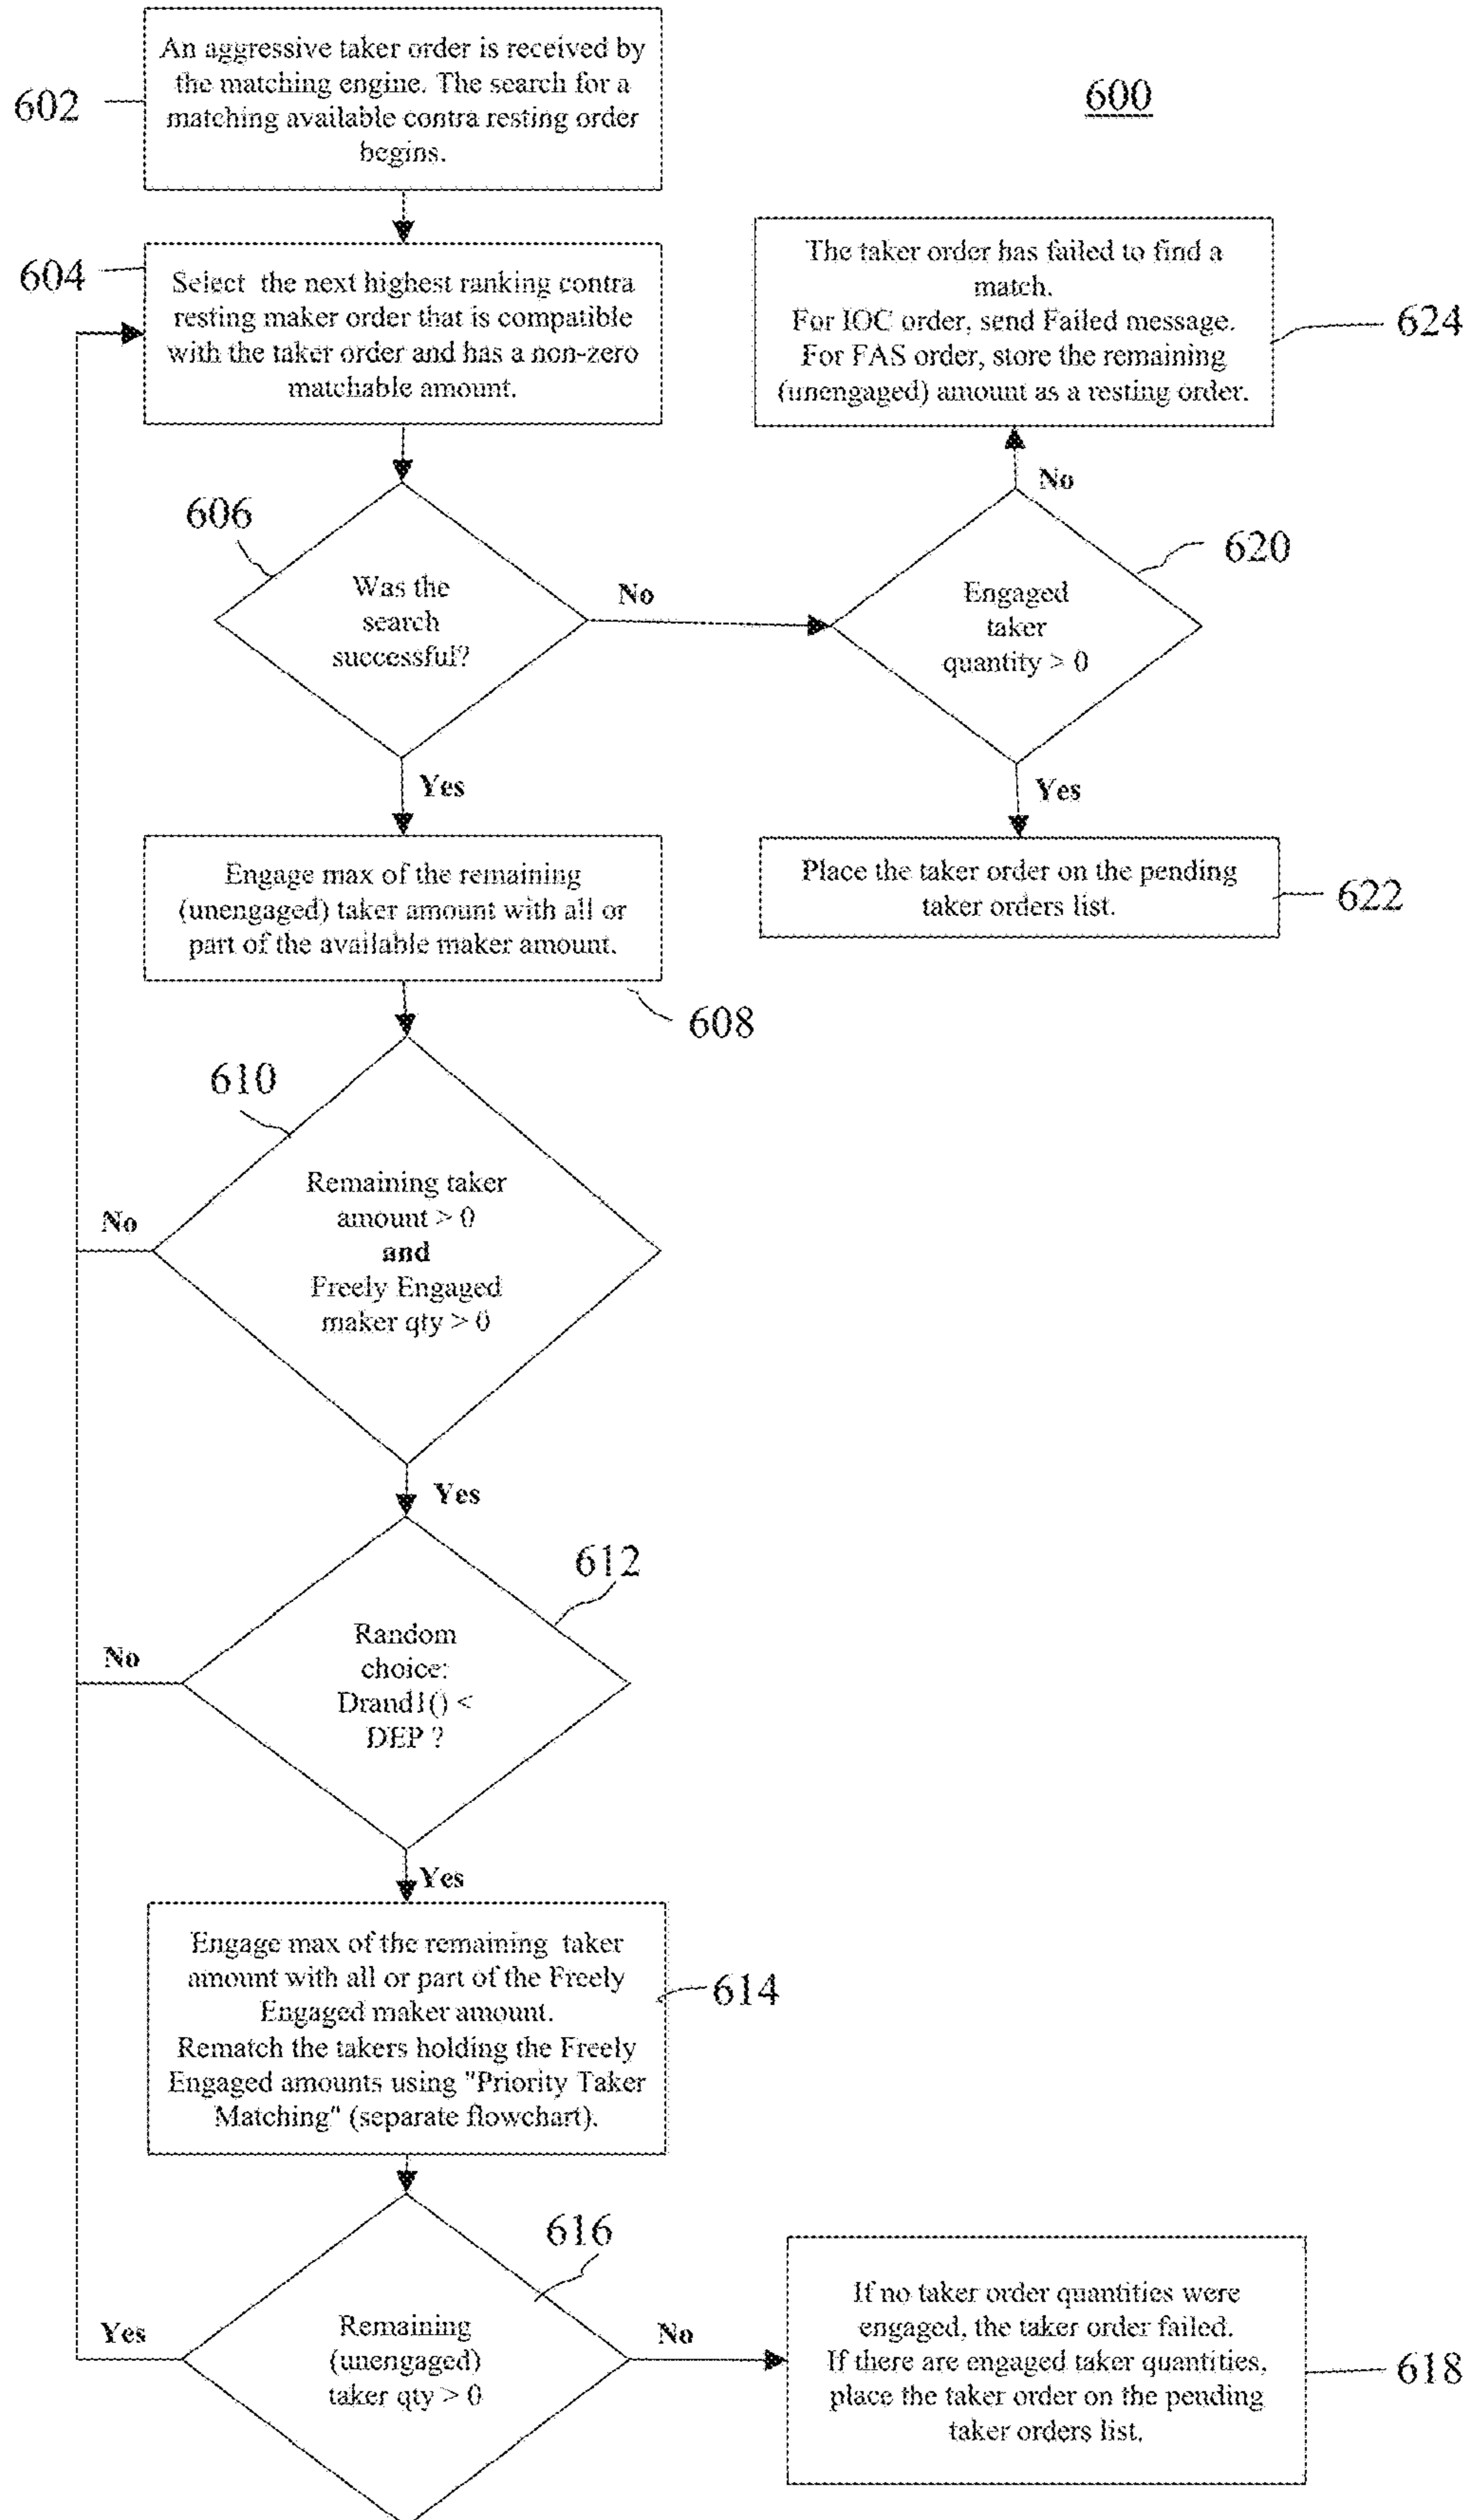 600
602
An aggressive taker order is received by
the matching engine. The search for a
matching available contra resting order
begins.
604
Select the next highest ranking contra
resting maker order that is compatible
with the taker order and has a non-zero
matchable amount.
606
Was the
search
successful?
No
Yes
620
Engaged
taker
quantity > 0
No
624
The taker order has failed to find a
match.
For IOC order, send Failed message.
For FAS order, store the remaining
(unengaged) amount as a resting order.
Yes
622
Place the taker order on the pending
taker orders list.
608
Engage max of the remaining
(unengaged) taker amount with all or
part of the available maker amount.
610
Remaining taker
amount > 0
and
Freely Engaged
maker qty > 0
No
Yes
612
Random
choice:
Drand1() <
DEP ?
No
Yes
614
Engage max of the remaining taker
amount with all or part of the Freely
Engaged maker amount.
Rematch the takers holding the Freely
Engaged amounts using "Priority Taker
Matching" (separate flowchart).
616
Remaining
(unengaged)
taker qty > 0
Yes
No
618
If no taker order quantities were
engaged, the taker order failed.
If there are engaged taker quantities,
place the taker order on the pending
taker orders list.